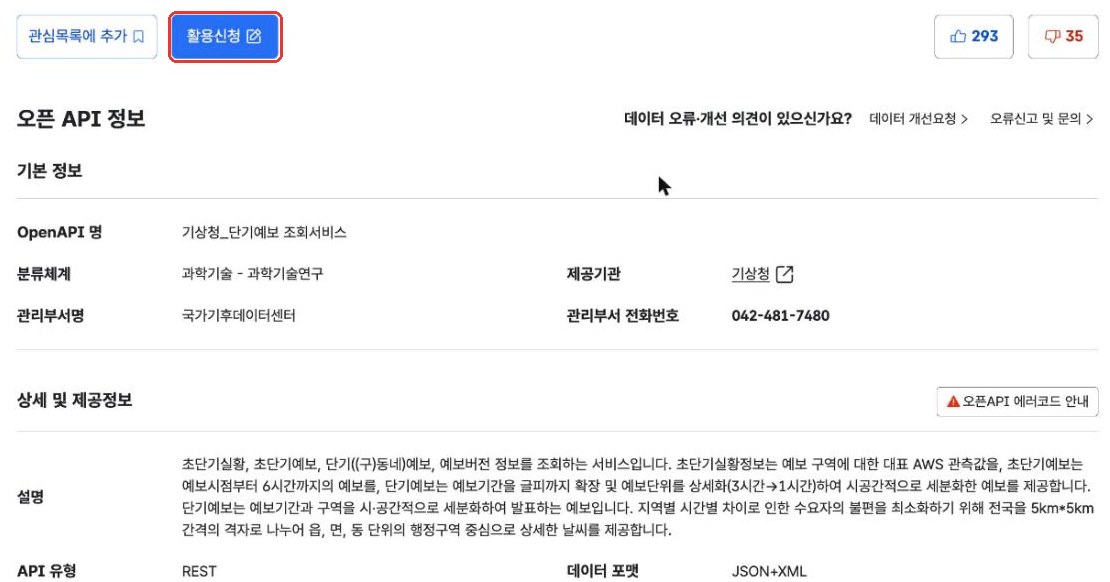 관심목록에 추가
활용신청
293
35
오픈 API 정보
데이터 오류·개선 의견이 있으신가요?
데이터 개선요청 >
오류신고 및 문의 >
기본 정보
OpenAPI 명
기상청_단기예보 조회서비스
분류체계
과학기술 - 과학기술연구
제공기관
기상청
관리부서명
국가기후데이터센터
관리부서 전화번호
042-481-7480
상세 및 제공정보
오픈API 에러코드 안내
설명
초단기실황, 초단기예보, 단기((구)동네)예보, 예보버전 정보를 조회하는 서비스입니다. 초단기실황정보는 예보 구역에 대한 대표 AWS 관측값을, 초단기예보는
예보시점부터 6시간까지의 예보를, 단기예보는 예보기간을 글피까지 확장 및 예보단위를 상세화(3시간→1시간)하여 시공간적으로 세분화한 예보를 제공합니다.
단기예보는 예보기간과 구역을 시·공간적으로 세분화하여 발표하는 예보입니다. 지역별 시간별 차이로 인한 수요자의 불편을 최소화하기 위해 전국을 5km*5km
간격의 격자로 나누어 읍, 면, 동 단위의 행정구역 중심으로 상세한 날씨를 제공합니다.
API 유형
REST
데이터 포맷
JSON+XML